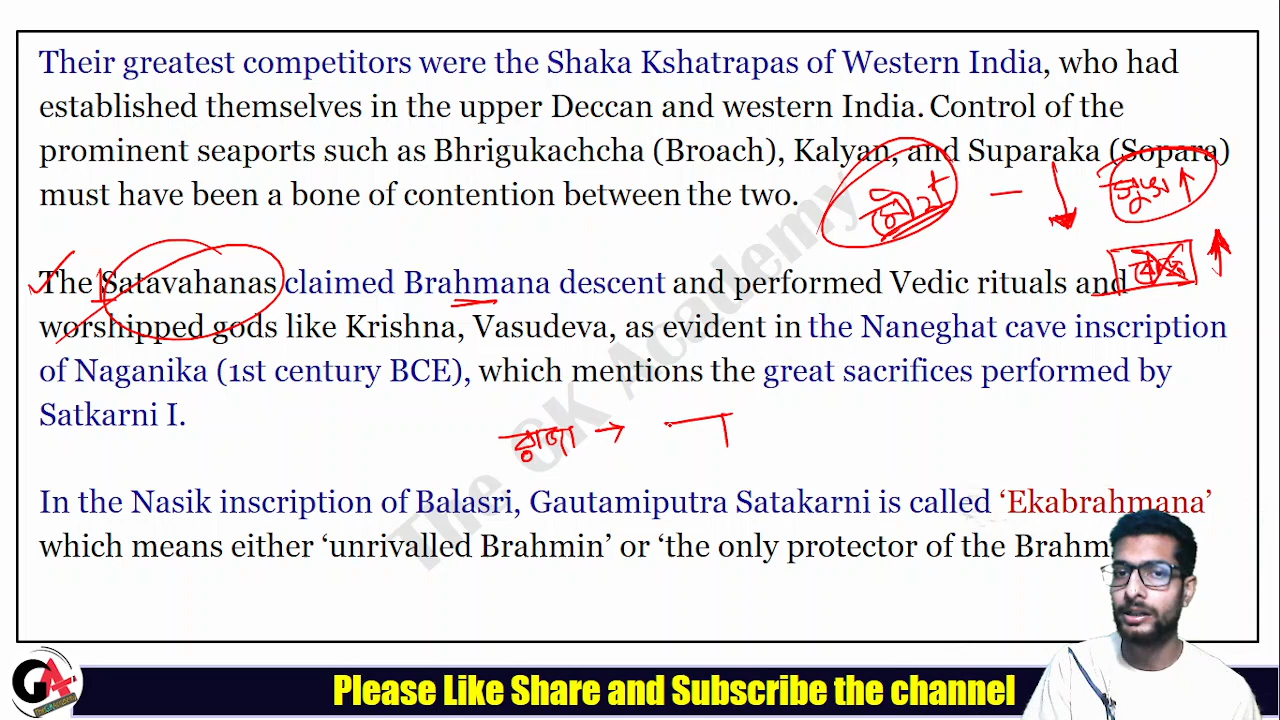 Their greatest competitors were the Shaka Kshatrapas of Western India, who had
established themselves in the upper Deccan and western India. Control of the
prominent seaports such as Bhrigukachcha (Broach), Kalyan, and Suparaka (Sopara)
must have been a bone of contention between the two.
The Satavahanas claimed Brahmana descent and performed Vedic rituals and
worshipped gods like Krishna, Vasudeva, as evident in the Naneghat cave inscription
of Naganika (1st century BCE), which mentions the great sacrifices performed by
Satkarni I.
রাজা →
In the Nasik inscription of Balasri, Gautamiputra Satakarni is called ‘Ekabrahmana’
which means either ‘unrivalled Brahmin’ or ‘the only protector of the Brahm
The GK Academy
GA
Please Like Share and Subscribe the channel